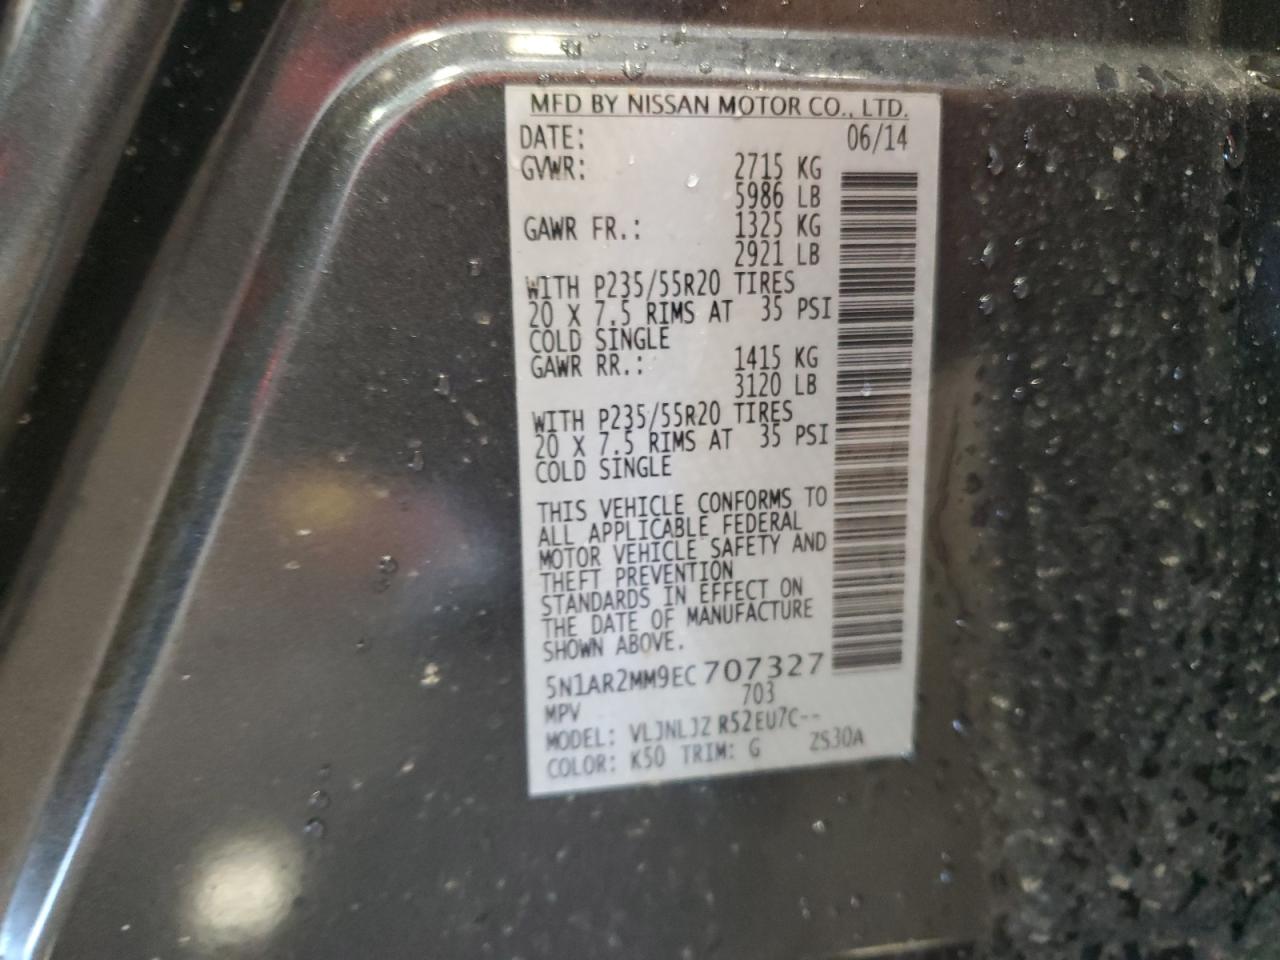 MFD BY NISSAN MOTOR CO., LTD.
DATE: 06/14
GVWR: 2715 KG
5986 LB
GAWR FR.: 1325 KG
2921 LB
WITH P235/55R20 TIRES
20 X 7.5 RIMS AT 35 PSI
COLD SINGLE
GAWR RR.: 1415 KG
3120 LB
WITH P235/55R20 TIRES
20 X 7.5 RIMS AT 35 PSI
COLD SINGLE
THIS VEHICLE CONFORMS TO
ALL APPLICABLE FEDERAL
MOTOR VEHICLE SAFETY AND
THEFT PREVENTION
STANDARDS IN EFFECT ON
THE DATE OF MANUFACTURE
SHOWN ABOVE.
5N1AR2MM9EC707327
MPV 703
MODEL: VLJNLJZ R52EU7C--
COLOR: K50 TRIM: G ZS30A